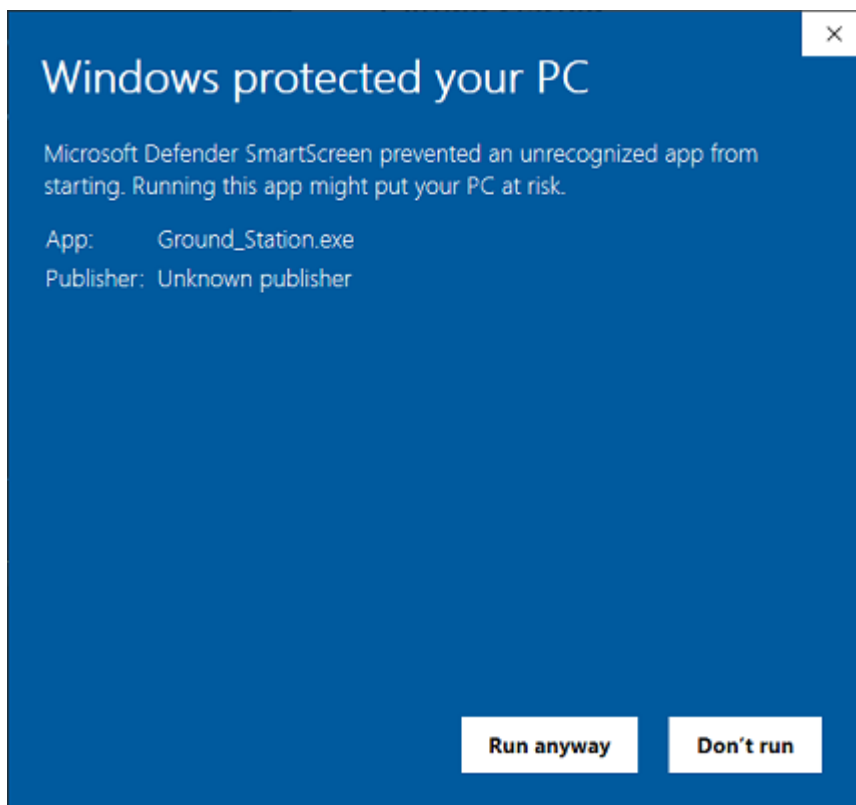 Windows protected your PC
Microsoft Defender SmartScreen prevented an unrecognized app from
starting. Running this app might put your PC at risk.
App: Ground_Station.exe
Publisher: Unknown publisher
Run anyway Don't run